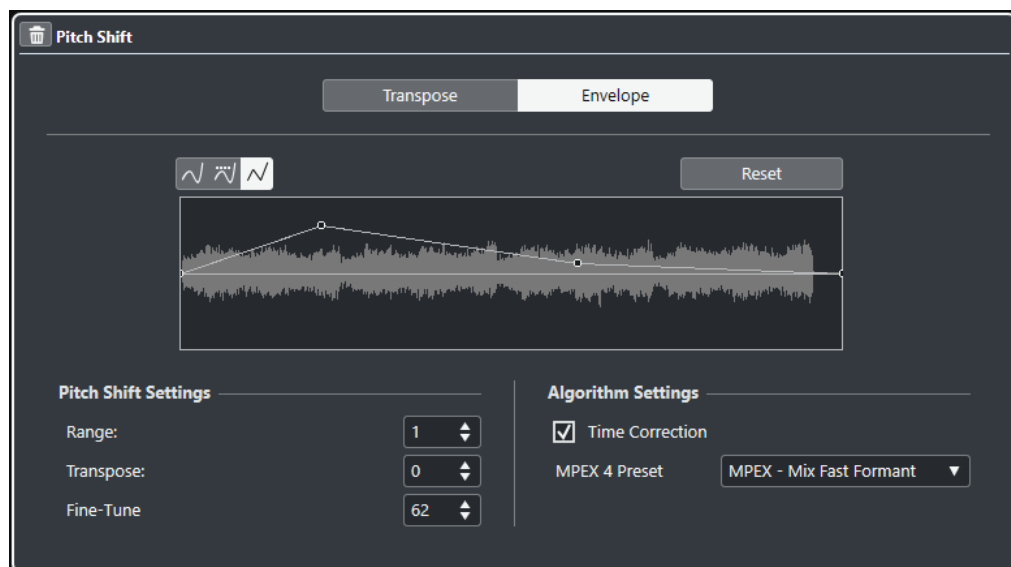 Pitch Shift
Transpose Envelope
Reset
Pitch Shift Settings
Range: 1
Transpose: 0
Fine-Tune 62
Algorithm Settings
Time Correction
MPEX 4 Preset MPEX - Mix Fast Formant